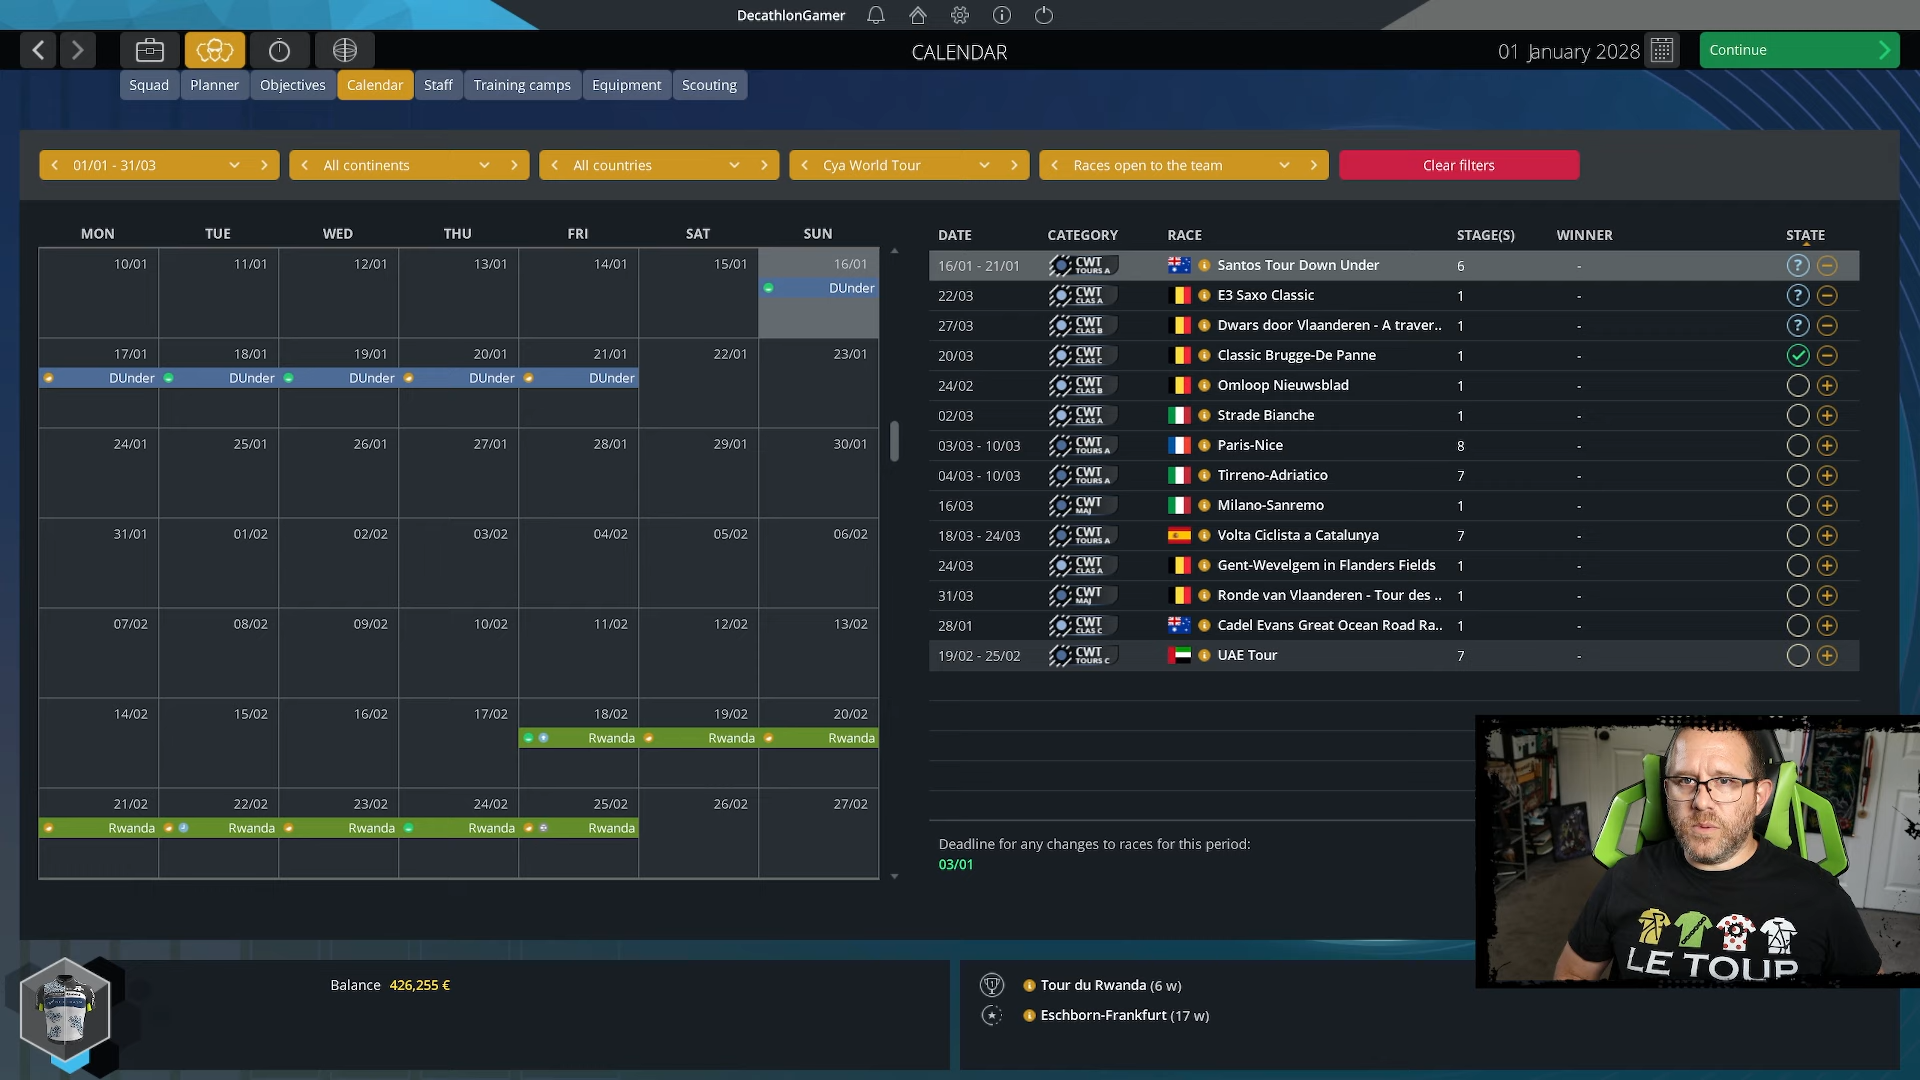 DecathlonGamer
CALENDAR
01 January 2028
Continue
Squad
Planner
Objectives
Calendar
Staff
Training camps
Equipment
Scouting
01/01 - 31/03
All continents
All countries
Cya World Tour
Races open to the team
Clear filters
MON TUE WED THU FRI SAT SUN
10/01 11/01 12/01 13/01 14/01 15/01 16/01
DUnder
17/01 18/01 19/01 20/01 21/01 22/01 23/01
DUnder DUnder DUnder DUnder DUnder
24/01 25/01 26/01 27/01 28/01 29/01 30/01
31/01 01/02 02/02 03/02 04/02 05/02 06/02
07/02 08/02 09/02 10/02 11/02 12/02 13/02
14/02 15/02 16/02 17/02 18/02 19/02 20/02
Rwanda Rwanda Rwanda
21/02 22/02 23/02 24/02 25/02 26/02 27/02
Rwanda Rwanda Rwanda Rwanda Rwanda
DATE CATEGORY RACE STAGE(S) WINNER STATE
16/01 - 21/01 CWT TOURS A Santos Tour Down Under 6 - ?
22/03 CWT CLAS A E3 Saxo Classic 1 - ?
27/03 CWT CLAS B Dwars door Vlaanderen - A traver.. 1 - ?
20/03 CWT CLAS C Classic Brugge-De Panne 1 -
24/02 CWT CLAS B Omloop Nieuwsblad 1 -
02/03 CWT CLAS A Strade Bianche 1 -
03/03 - 10/03 CWT TOURS A Paris-Nice 8 -
04/03 - 10/03 CWT TOURS A Tirreno-Adriatico 7 -
16/03 CWT MAJ Milano-Sanremo 1 -
18/03 - 24/03 CWT TOURS A Volta Ciclista a Catalunya 7 -
24/03 CWT CLAS A Gent-Wevelgem in Flanders Fields 1 -
31/03 CWT MAJ Ronde van Vlaanderen - Tour des .. 1 -
28/01 CWT CLAS C Cadel Evans Great Ocean Road Ra.. 1 -
19/02 - 25/02 CWT TOURS C UAE Tour 7 -
Deadline for any changes to races for this period:
03/01
LE TOUR
Balance 426,255 €
Tour du Rwanda (6 w)
Eschborn-Frankfurt (17 w)